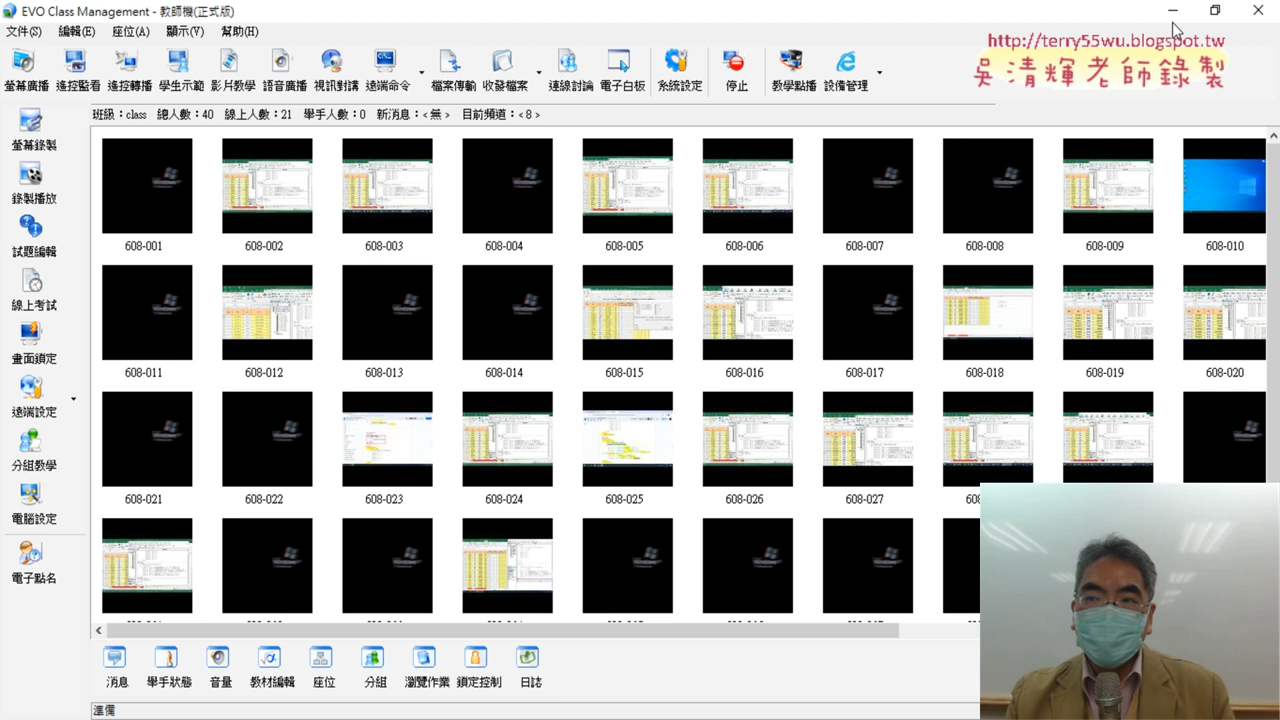 EVO Class Management - 教師機(正式版)
文件(S) 編輯(E) 座位(A) 顯示(V) 幫助(H)
http://terry55wu.blogspot.tw
吳清輝老師錄製
螢幕廣播 遙控監看 遙控轉播 學生示範 影片教學 語音廣播 視訊對講 遠端命令 檔案傳輸 收發檔案 連線討論 電子白板 系統設定 停止 教學點播 設備管理
班級：class 總人數：40 線上人數：21 舉手人數：0 新消息：<無> 目前頻道：<8>
螢幕錄製
錄製播放
試題編輯
線上考試
畫面鎖定
遠端設定
分組教學
電腦設定
電子點名
608-001 608-002 608-003 608-004 608-005 608-006 608-007 608-008 608-009 608-010
608-011 608-012 608-013 608-014 608-015 608-016 608-017 608-018 608-019 608-020
608-021 608-022 608-023 608-024 608-025 608-026 608-027
消息 舉手狀態 音量 教材編輯 座位 分組 瀏覽作業 鎖定控制 日誌
準備